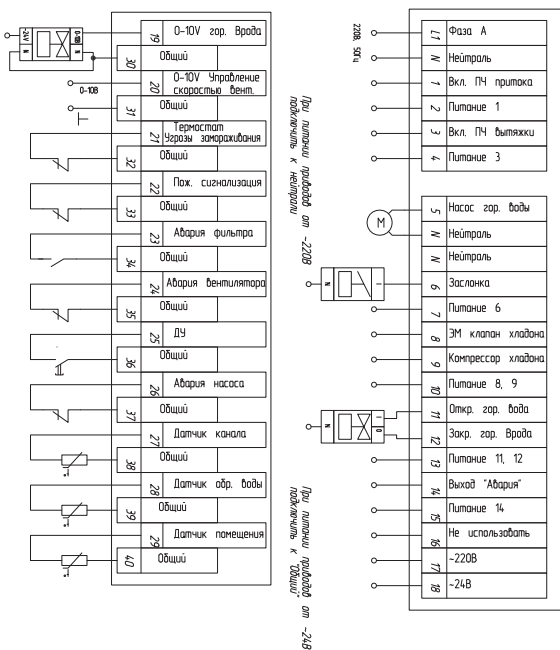 ~24V
N
0-10В
N
19 0-10V гор. Врода
30 Общий
20 0-10V Управление
скоростью вент.
0-10В
31 Общий
21 Термостат
Угрозы замораживания
32 Общий
22 Пож. сигнализация
33 Общий
23 Авария фильтра
34 Общий
24 Авария вентилятора
35 Общий
25 ДУ
36 Общий
26 Авария насоса
37 Общий
27 Датчик канала
38 Общий
28 Датчик обр. воды
39 Общий
29 Датчик помещения
40 Общий
При питании приводов от ~220В
подключить к нейтрали
При питании приводов от ~24В
подключить к "Общий"
220В, 50Гц
L1 Фаза А
N Нейтраль
1 Вкл. ПЧ притока
2 Питание 1
3 Вкл. ПЧ вытяжки
4 Питание 3
M
5 Насос гор. воды
N Нейтраль
N Нейтраль
N
1
6 Заслонка
7 Питание 6
8 ЭМ клапан хладона
9 Компрессор хладона
10 Питание 8, 9
N
1
0
11 Откр. гор. вода
12 Закр. гор. Врода
13 Питание 11, 12
14 Выход "Авария"
15 Питание 14
16 Не использовать
17 ~220В
18 ~24В